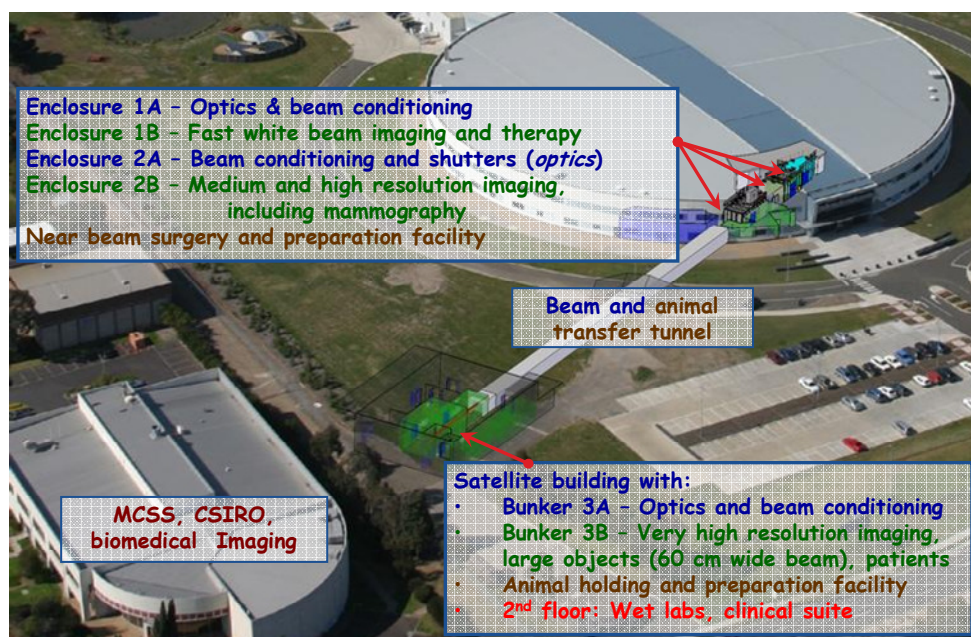 Enclosure 1A – Optics & beam conditioning
Enclosure 1B – Fast white beam imaging and therapy
Enclosure 2A – Beam conditioning and shutters (optics)
Enclosure 2B – Medium and high resolution imaging,
including mammography
Near beam surgery and preparation facility
Beam and animal
transfer tunnel
MCSS, CSIRO,
biomedical Imaging
Satellite building with:
• Bunker 3A – Optics and beam conditioning
• Bunker 3B – Very high resolution imaging,
large objects (60 cm wide beam), patients
• Animal holding and preparation facility
• 2nd floor: Wet labs, clinical suite